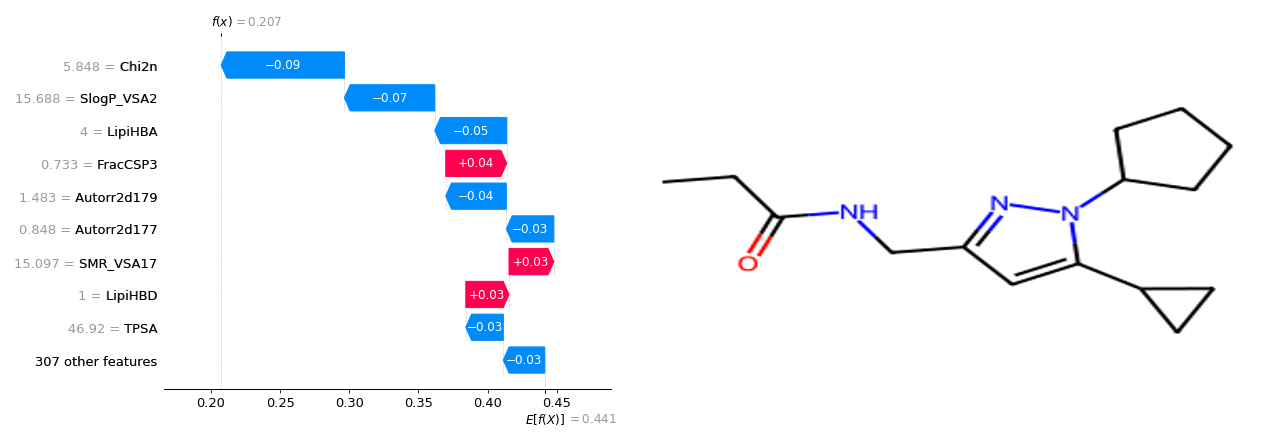 f(x) = 0.207
5.848 = Chi2n −0.09
15.688 = SlogP_VSA2 −0.07
4 = LipiHBA −0.05
0.733 = FracCSP3 +0.04
1.483 = Autorr2d179 −0.04
0.848 = Autorr2d177 −0.03
15.097 = SMR_VSA17 +0.03
1 = LipiHBD +0.03
46.92 = TPSA −0.03
307 other features −0.03
0.20 0.25 0.30 0.35 0.40 0.45
E[f(X)] = 0.441
N
NH N
O